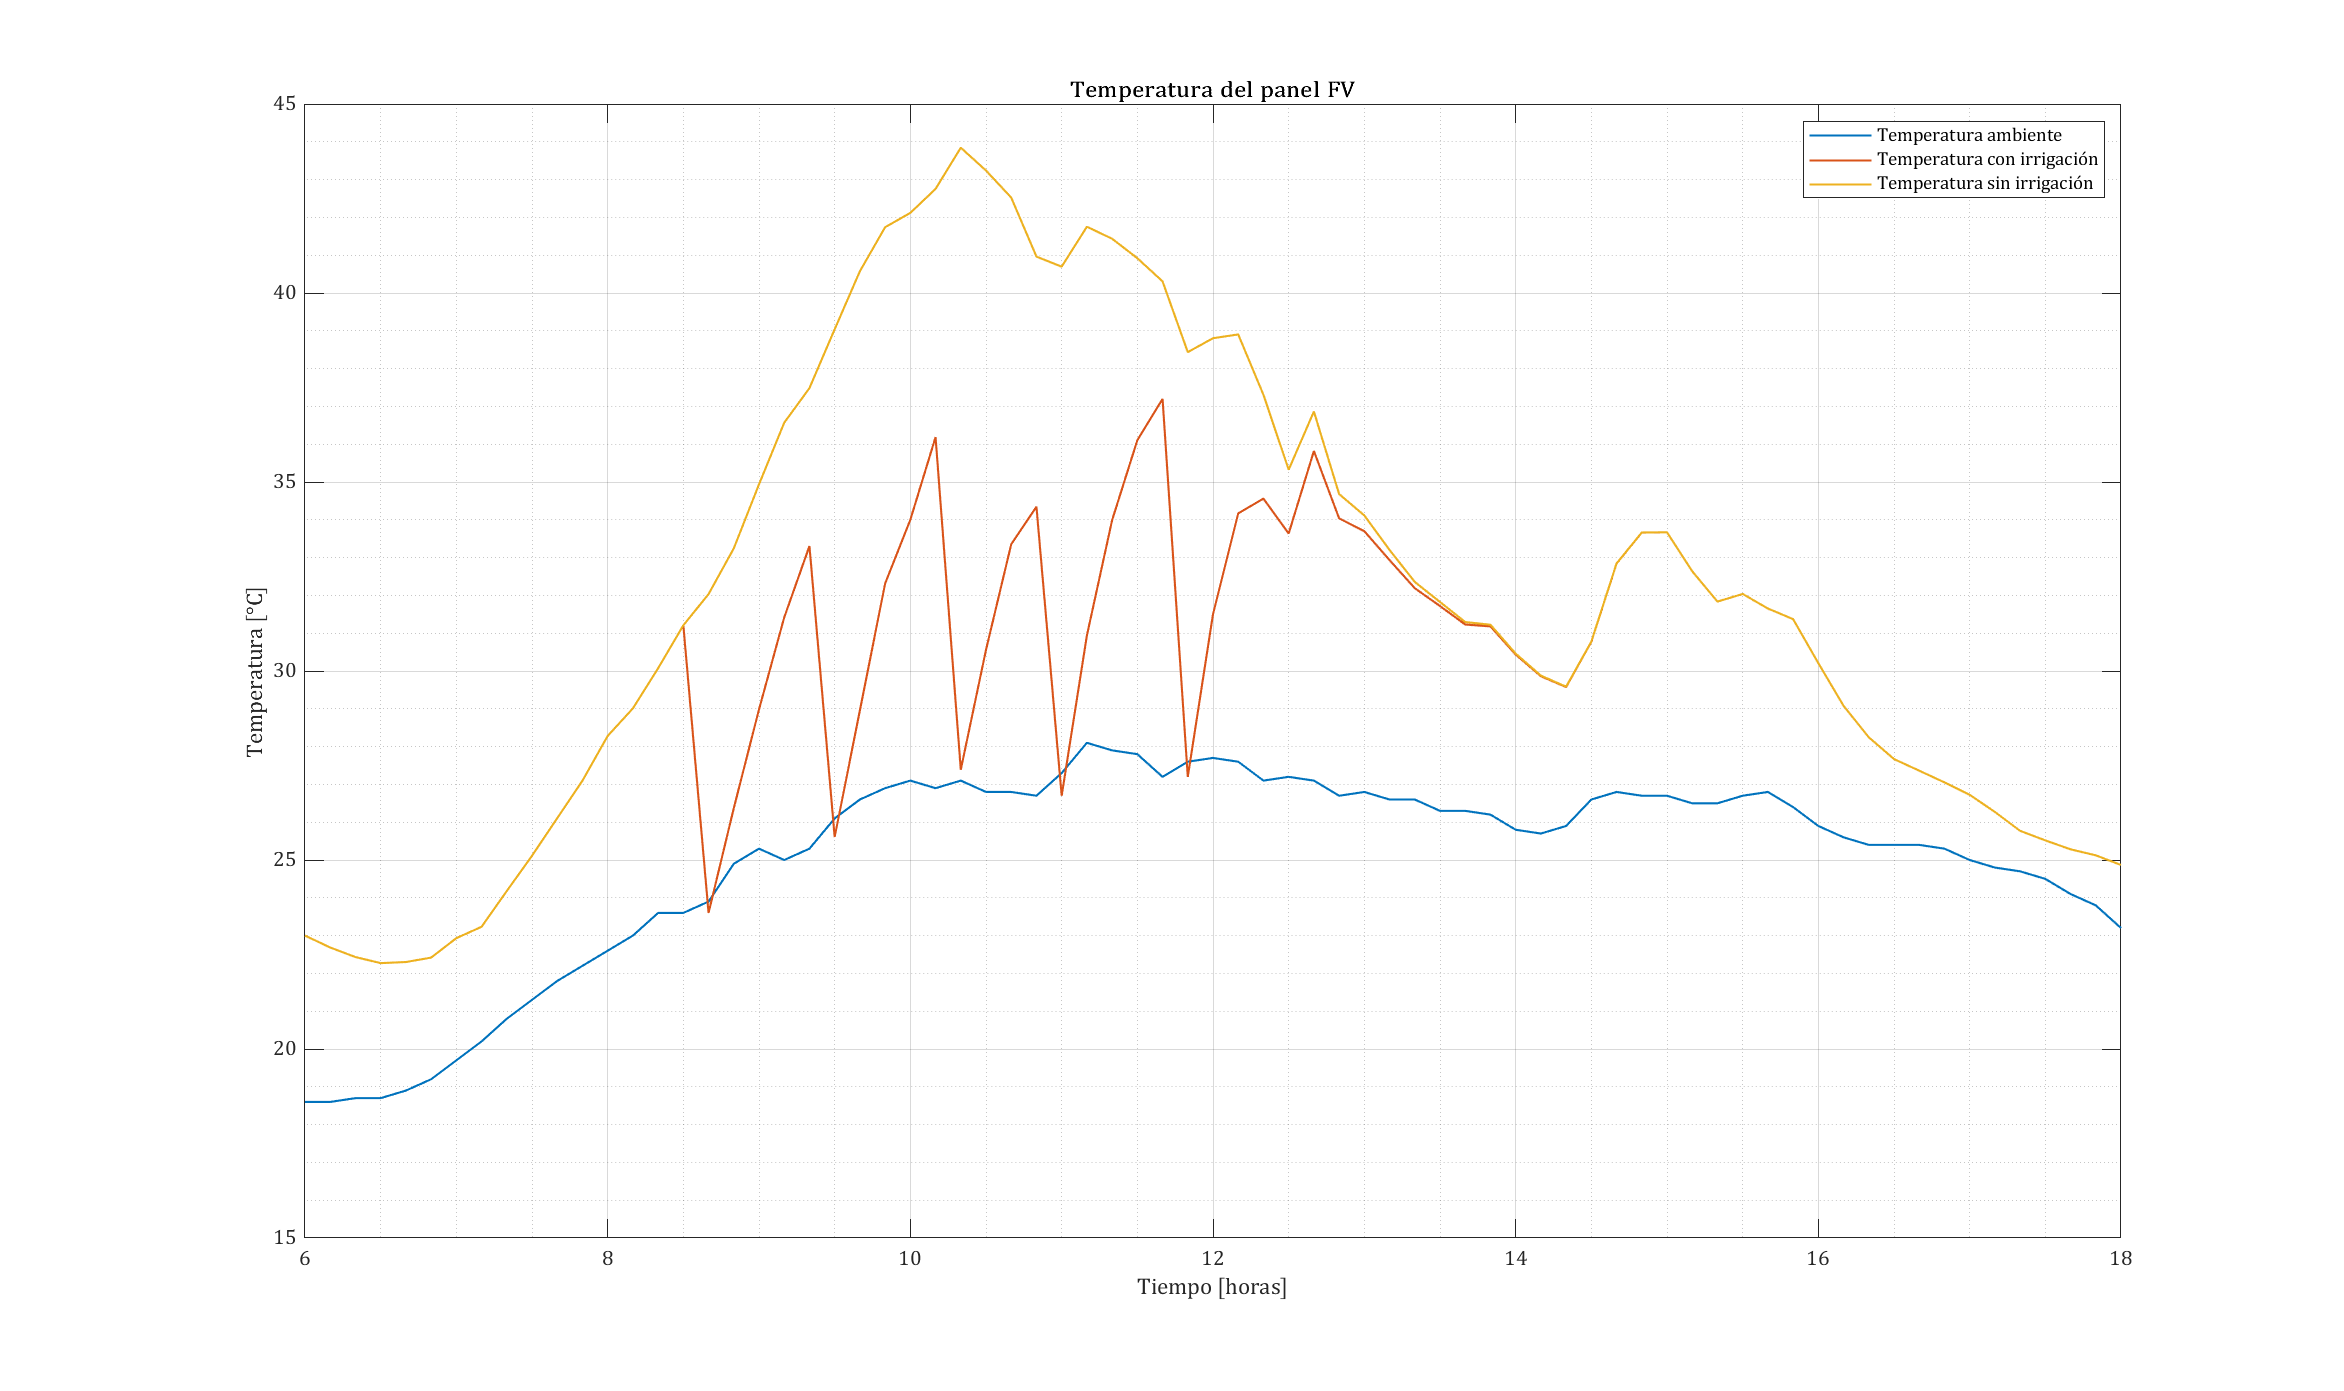 Temperatura del panel FV
Temperatura ambiente
Temperatura con irrigación
Temperatura sin irrigación
45
40
35
30
25
20
15
Temperatura [°C]
6 8 10 12 14 16 18
Tiempo [horas]